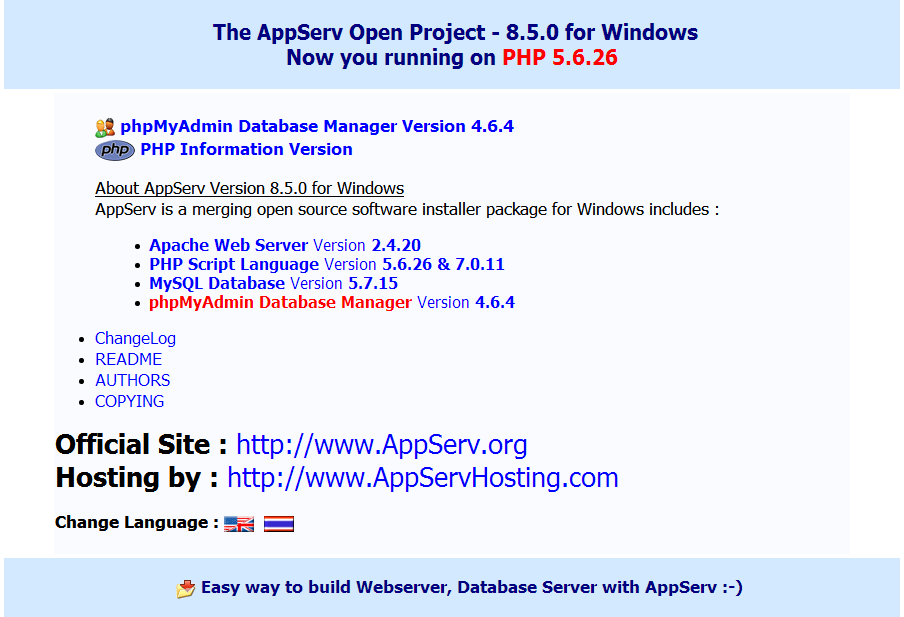 The AppServ Open Project - 8.5.0 for Windows
Now you running on PHP 5.6.26
phpMyAdmin Database Manager Version 4.6.4
php PHP Information Version
About AppServ Version 8.5.0 for Windows
AppServ is a merging open source software installer package for Windows includes :
Apache Web Server Version 2.4.20
PHP Script Language Version 5.6.26 & 7.0.11
MySQL Database Version 5.7.15
phpMyAdmin Database Manager Version 4.6.4
ChangeLog
README
AUTHORS
COPYING
Official Site : http://www.AppServ.org
Hosting by : http://www.AppServHosting.com
Change Language :
Easy way to build Webserver, Database Server with AppServ :-)